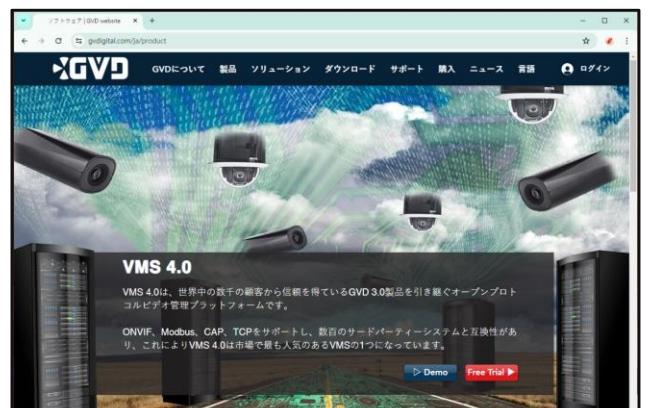 ソフトウェア | GVD website
gvdigital.com/ja/product
GVD
GVDについて 製品 ソリューション ダウンロード サポート 購入 ニュース 言語 ログイン
VMS 4.0
VMS 4.0は、世界中の数千の顧客から信頼を得ているGVD 3.0製品を引き継ぐオープンプロト
コルビデオ管理プラットフォームです。
ONVIF、Modbus、CAP、TCPをサポートし、数百のサードパーティーシステムと互換性があ
り、これによりVMS 4.0は市場で最も人気のあるVMSの1つになっています。
Demo Free Trial